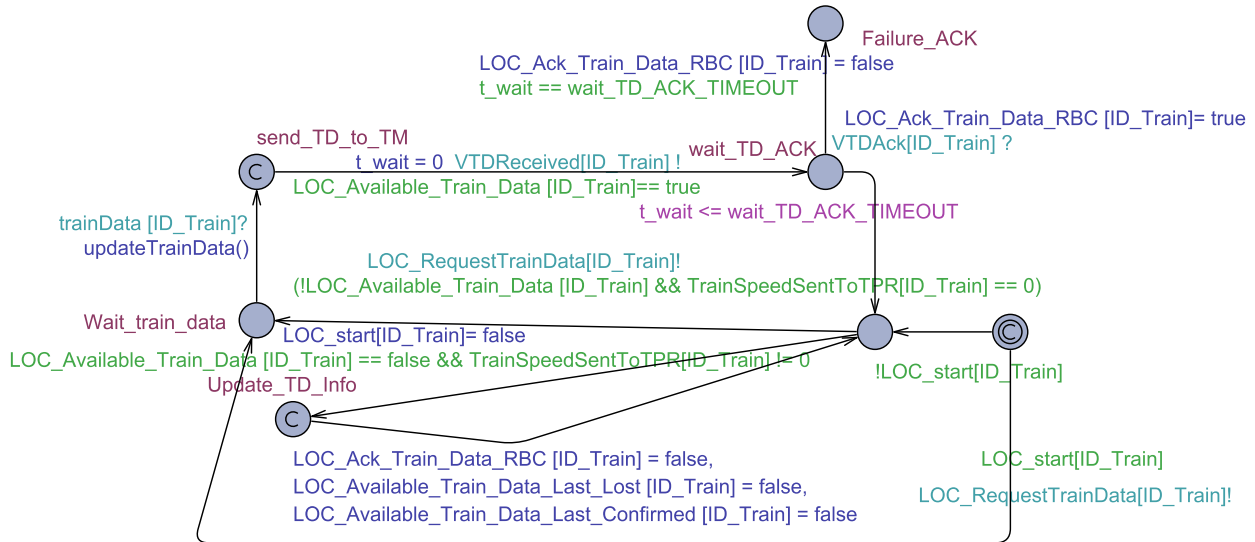 Failure_ACK
LOC_Ack_Train_Data_RBC [ID_Train] = false
t_wait == wait_TD_ACK_TIMEOUT
LOC_Ack_Train_Data_RBC [ID_Train]= true
VTDAck[ID_Train] ?
send_TD_to_TM
wait_TD_ACK
t_wait = 0 VTDReceived[ID_Train] !
C
LOC_Available_Train_Data [ID_Train]== true
t_wait <= wait_TD_ACK_TIMEOUT
trainData [ID_Train]?
updateTrainData()
LOC_RequestTrainData[ID_Train]!
(!LOC_Available_Train_Data [ID_Train] && TrainSpeedSentToTPR[ID_Train] == 0)
Wait_train_data
LOC_start[ID_Train]= false
C
LOC_Available_Train_Data [ID_Train] == false && TrainSpeedSentToTPR[ID_Train] != 0
!LOC_start[ID_Train]
Update_TD_Info
C
LOC_Ack_Train_Data_RBC [ID_Train] = false,
LOC_Available_Train_Data_Last_Lost [ID_Train] = false,
LOC_Available_Train_Data_Last_Confirmed [ID_Train] = false
LOC_start[ID_Train]
LOC_RequestTrainData[ID_Train]!